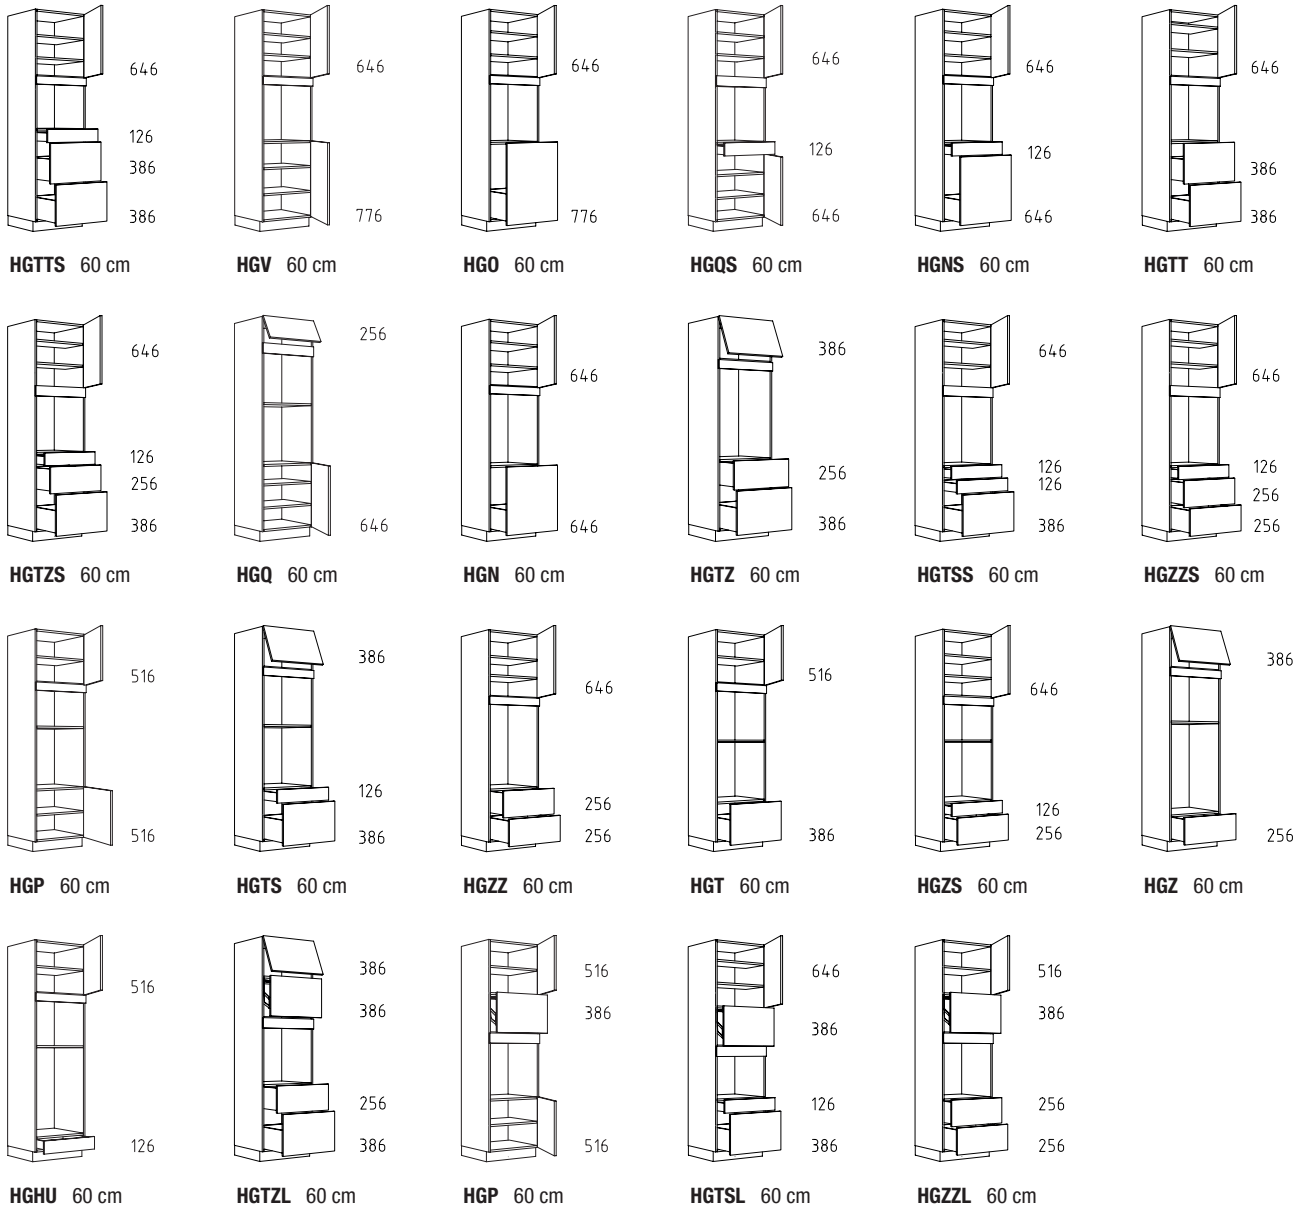 646
126
386
386
HGTTS 60 cm
646
776
HGV 60 cm
646
776
HGO 60 cm
646
126
646
HGQS 60 cm
646
126
646
HGNS 60 cm
646
386
386
HGTT 60 cm
646
126
256
386
HGTZS 60 cm
256
646
HGQ 60 cm
646
646
HGN 60 cm
386
256
386
HGTZ 60 cm
646
126
126
386
HGTSS 60 cm
646
126
256
256
HGZZS 60 cm
516
516
HGP 60 cm
386
126
386
HGTS 60 cm
646
256
256
HGZZ 60 cm
516
386
HGT 60 cm
646
126
256
HGZS 60 cm
386
256
HGZ 60 cm
516
126
HGHU 60 cm
386
386
256
386
HGTZL 60 cm
516
386
516
HGP 60 cm
646
386
126
386
HGTSL 60 cm
516
386
256
256
HGZZL 60 cm